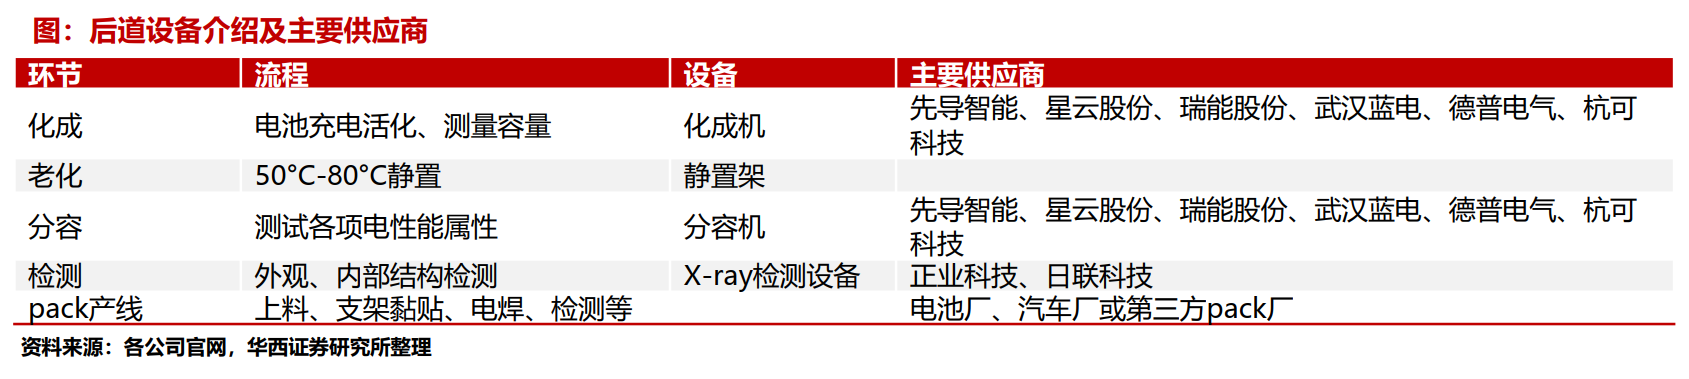 图：后道设备介绍及主要供应商
环节 流程 设备 主要供应商
化成 电池充电活化、测量容量 化成机 先导智能、星云股份、瑞能股份、武汉蓝电、德普电气、杭可
科技
老化 50°C-80°C静置 静置架
分容 测试各项电性能属性 分容机 先导智能、星云股份、瑞能股份、武汉蓝电、德普电气、杭可
科技
检测 外观、内部结构检测 X-ray检测设备 正业科技、日联科技
pack产线 上料、支架黏贴、电焊、检测等 电池厂、汽车厂或第三方pack厂
资料来源：各公司官网，华西证券研究所整理